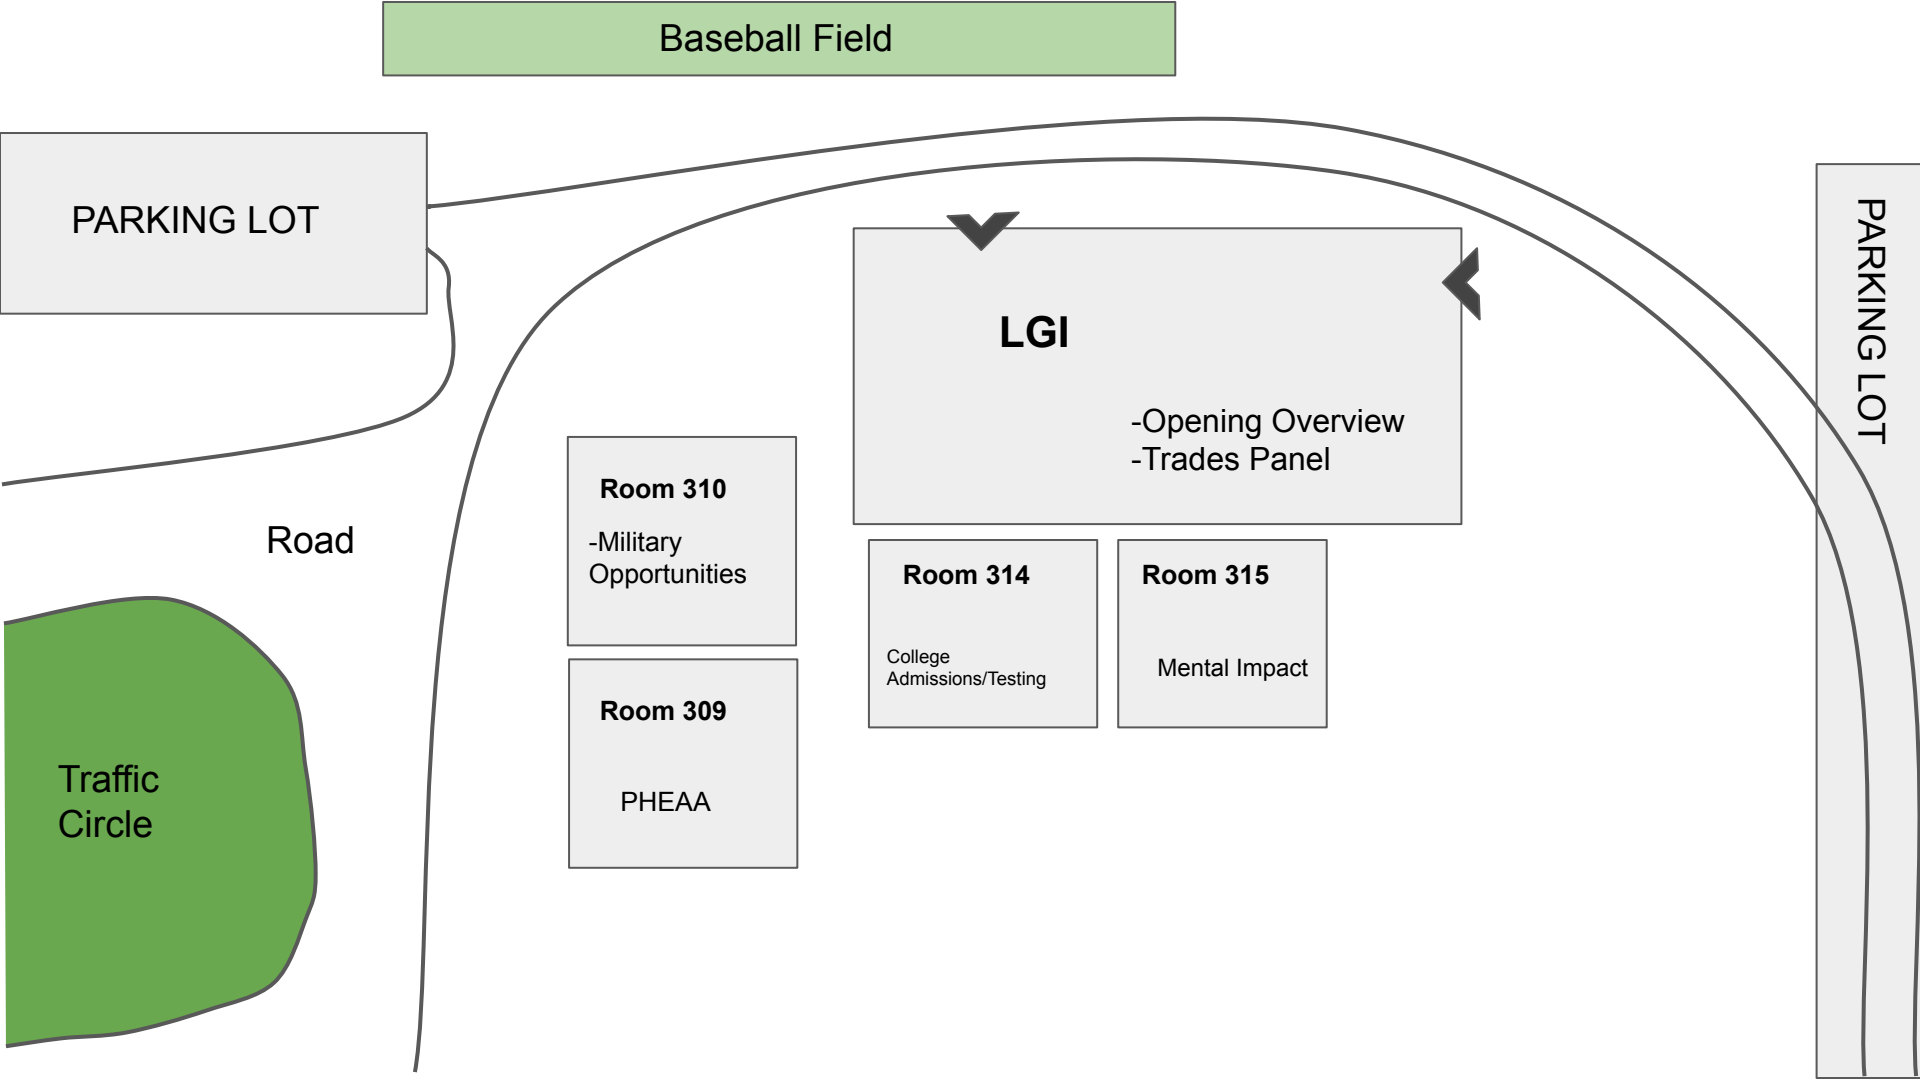 Baseball Field
PARKING LOT
PARKING LOT
LGI
-Opening Overview
-Trades Panel
Room 310
-Military
Opportunities
Road
Room 314
College
Admissions/Testing
Room 315
Mental Impact
Room 309
PHEAA
Traffic
Circle